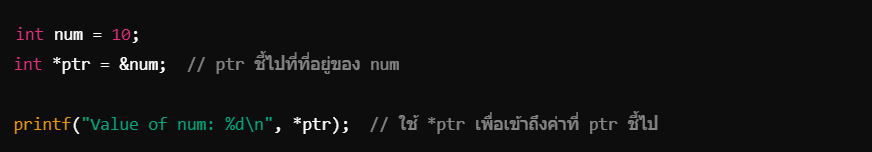 int num = 10;
int *ptr = &num;  // ptr ชี้ไปที่ที่อยู่ของ num
printf("Value of num: %d\n", *ptr);  // ใช้ *ptr เพื่อเข้าถึงค่าที่ ptr ชี้ไป